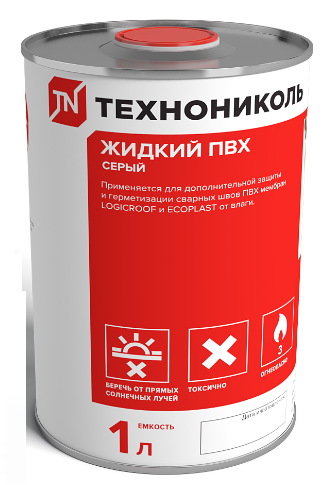 TN ТЕХНОНИКОЛЬ
ЖИДКИЙ ПВХ
СЕРЫЙ
Применяется для дополнительной защиты
и герметизации сварных швов ПВХ мембран
LOGICROOF и ECOPLAST от влаги.
3
БЕРЕЧЬ ОТ ПРЯМЫХ
СОЛНЕЧНЫХ ЛУЧЕЙ
ТОКСИЧНО
ОГНЕОПАСНО
ЕМКОСТЬ
1 л